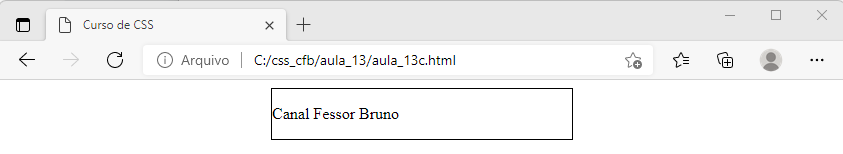 Curso de CSS
Arquivo C:/css_cfb/aula_13/aula_13c.html
Canal Fessor Bruno